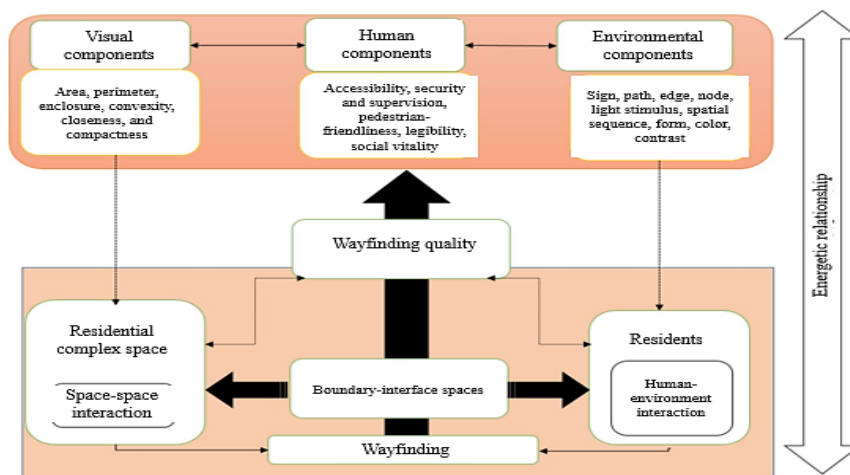 Visual
components
Human
components
Environmental
components
Area, perimeter,
enclosure, convexity,
closeness, and
compactness
Accessibility, security
and supervision,
pedestrian-
friendliness, legibility,
social vitality
Sign, path, edge, node,
light stimulus, spatial
sequence, form, color,
contrast
Energetic relationship
Wayfinding quality
Residential
complex space
Space-space
interaction
Boundary-interface spaces
Residents
Human-
environment
interaction
Wayfinding